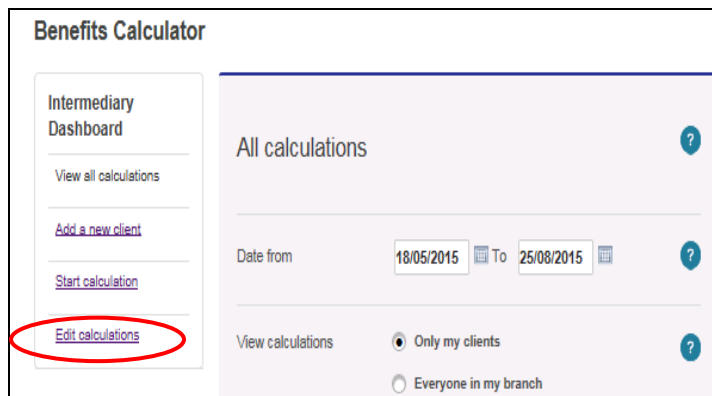 Benefits Calculator
Intermediary
Dashboard
View all calculations
Add a new client
Start calculation
Edit calculations
All calculations
?
Date from 18/05/2015 To 25/08/2015
?
View calculations Only my clients
?
Everyone in my branch